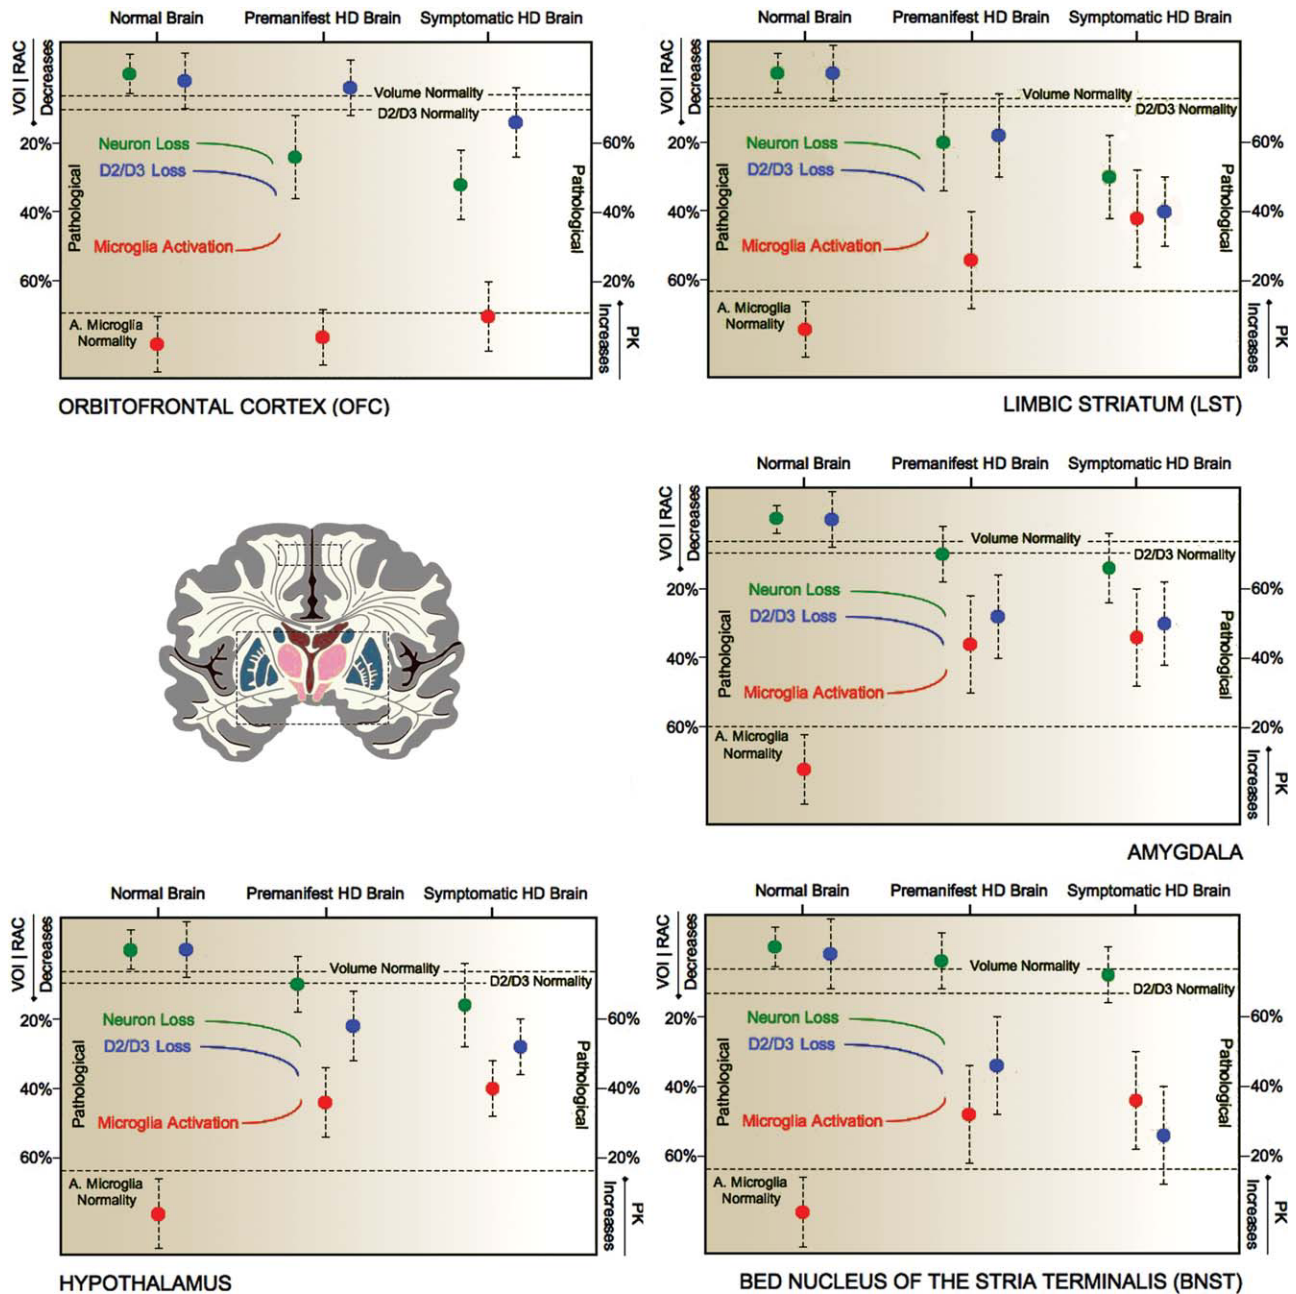 Normal Brain Premanifest HD Brain Symptomatic HD Brain
VOI | RAC
Decreases
Volume Normality
D2/D3 Normality
20%
40%
60%
Pathological
Neuron Loss
D2/D3 Loss
Microglia Activation
A. Microglia
Normality
60%
40%
20%
Pathological
Increases
PK
ORBITOFRONTAL CORTEX (OFC)
Normal Brain Premanifest HD Brain Symptomatic HD Brain
VOI | RAC
Decreases
Volume Normality
D2/D3 Normality
20%
40%
60%
Pathological
Neuron Loss
D2/D3 Loss
Microglia Activation
A. Microglia
Normality
60%
40%
20%
Pathological
Increases
PK
LIMBIC STRIATUM (LST)
Normal Brain Premanifest HD Brain Symptomatic HD Brain
VOI | RAC
Decreases
Volume Normality
D2/D3 Normality
20%
40%
60%
Pathological
Neuron Loss
D2/D3 Loss
Microglia Activation
A. Microglia
Normality
60%
40%
20%
Pathological
Increases
PK
AMYGDALA
Normal Brain Premanifest HD Brain Symptomatic HD Brain
VOI | RAC
Decreases
Volume Normality
D2/D3 Normality
20%
40%
60%
Pathological
Neuron Loss
D2/D3 Loss
Microglia Activation
A. Microglia
Normality
60%
40%
20%
Pathological
Increases
PK
HYPOTHALAMUS
Normal Brain Premanifest HD Brain Symptomatic HD Brain
VOI | RAC
Decreases
Volume Normality
D2/D3 Normality
20%
40%
60%
Pathological
Neuron Loss
D2/D3 Loss
Microglia Activation
A. Microglia
Normality
60%
40%
20%
Pathological
Increases
PK
BED NUCLEUS OF THE STRIA TERMINALIS (BNST)